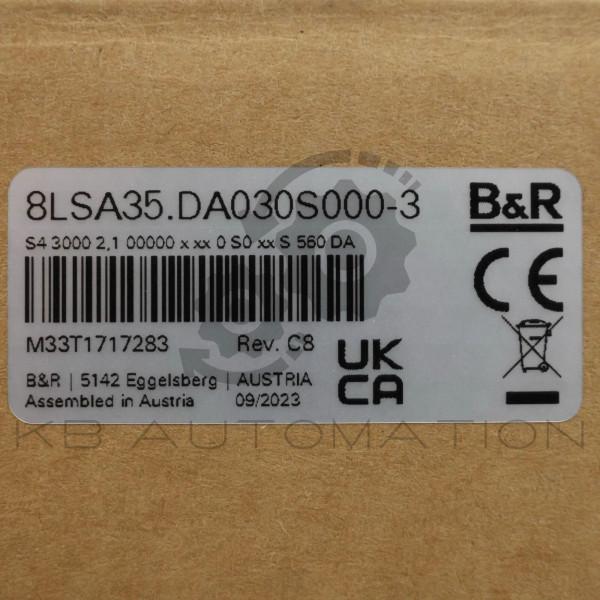 8LSA35.DA030S000-3
B&R
S4 3000 2,1 00000 x xx 0 S0 xx S 560 DA
CE
M33T1717283 Rev. C8
UK
CA
B&R | 5142 Eggelsberg | AUSTRIA
Assembled in Austria 09/2023
KB AUTOMATION